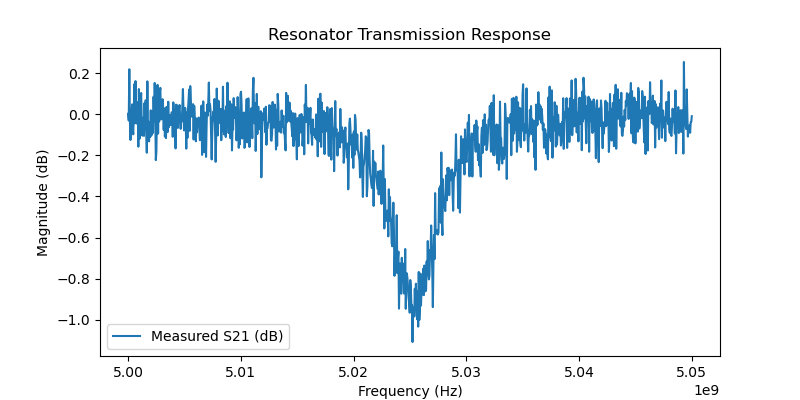 Resonator Transmission Response
Magnitude (dB)
0.2
0.0
−0.2
−0.4
−0.6
−0.8
−1.0
Measured S21 (dB)
5.00 5.01 5.02 5.03 5.04 5.05
1e9
Frequency (Hz)